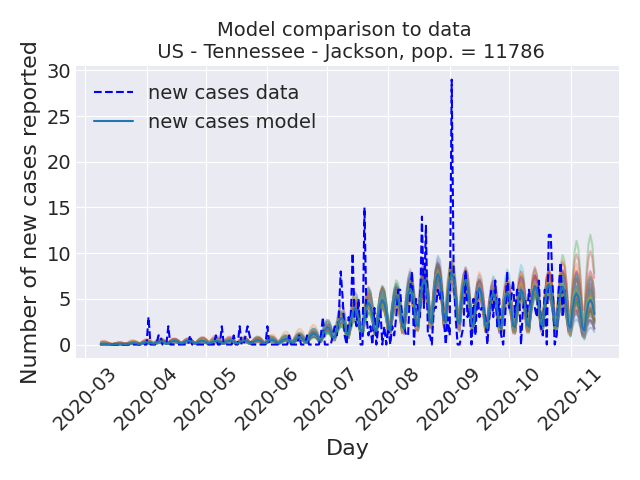 Model comparison to data
US - Tennessee - Jackson, pop. = 11786
Number of new cases reported
30
25
20
15
10
5
0
new cases data
new cases model
2020-03
2020-04
2020-05
2020-06
2020-07
2020-08
2020-09
2020-10
2020-11
Day